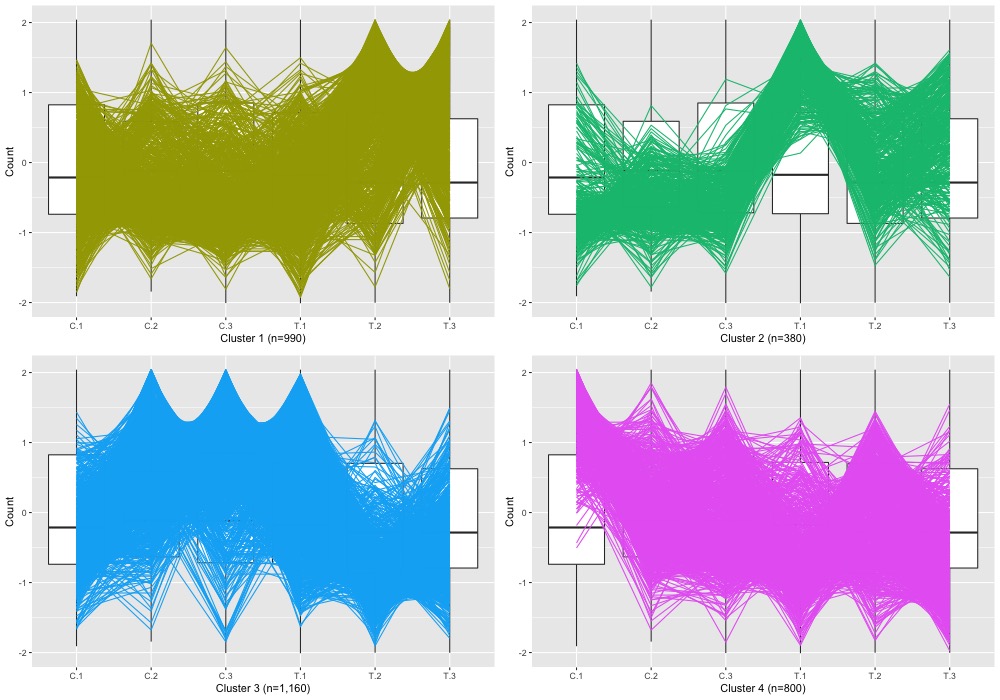 2
1
0
-1
-2
Count
C.1 C.2 C.3 T.1 T.2 T.3
Cluster 1 (n=990)
2
1
0
-1
-2
Count
C.1 C.2 C.3 T.1 T.2 T.3
Cluster 2 (n=380)
2
1
0
-1
-2
Count
C.1 C.2 C.3 T.1 T.2 T.3
Cluster 3 (n=1,160)
2
1
0
-1
-2
Count
C.1 C.2 C.3 T.1 T.2 T.3
Cluster 4 (n=800)